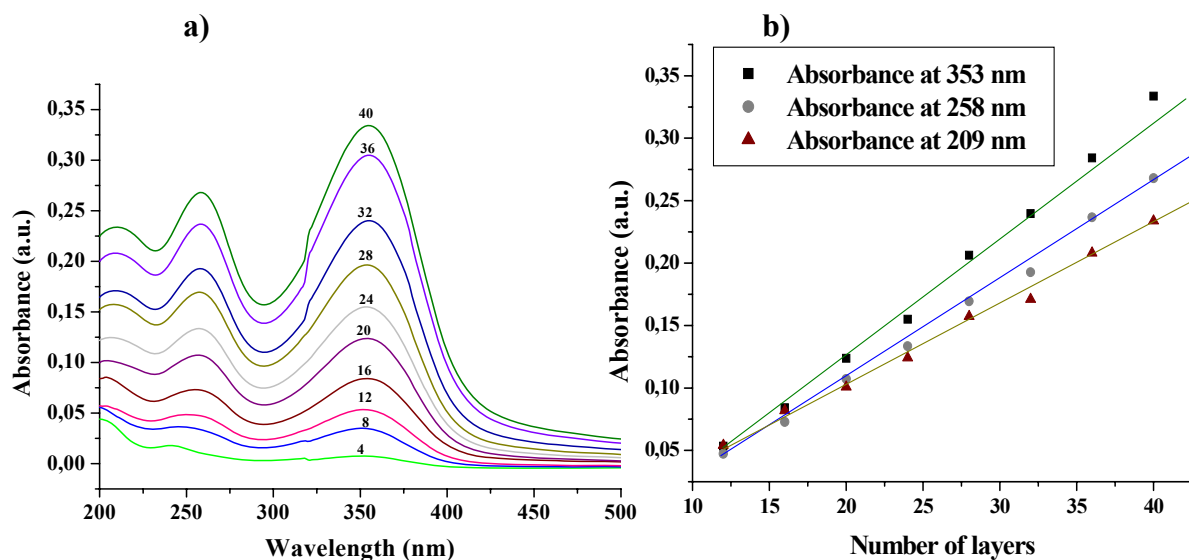 a)
0,35
0,30
0,25
0,20
0,15
0,10
0,05
0,00
Absorbance (a.u.)
40
36
32
28
24
20
16
12
8
4
200 250 300 350 400 450 500
Wavelength (nm)
b)
Absorbance at 353 nm
Absorbance at 258 nm
Absorbance at 209 nm
0,35
0,30
0,25
0,20
0,15
0,10
0,05
Absorbance (a.u.)
10 15 20 25 30 35 40
Number of layers